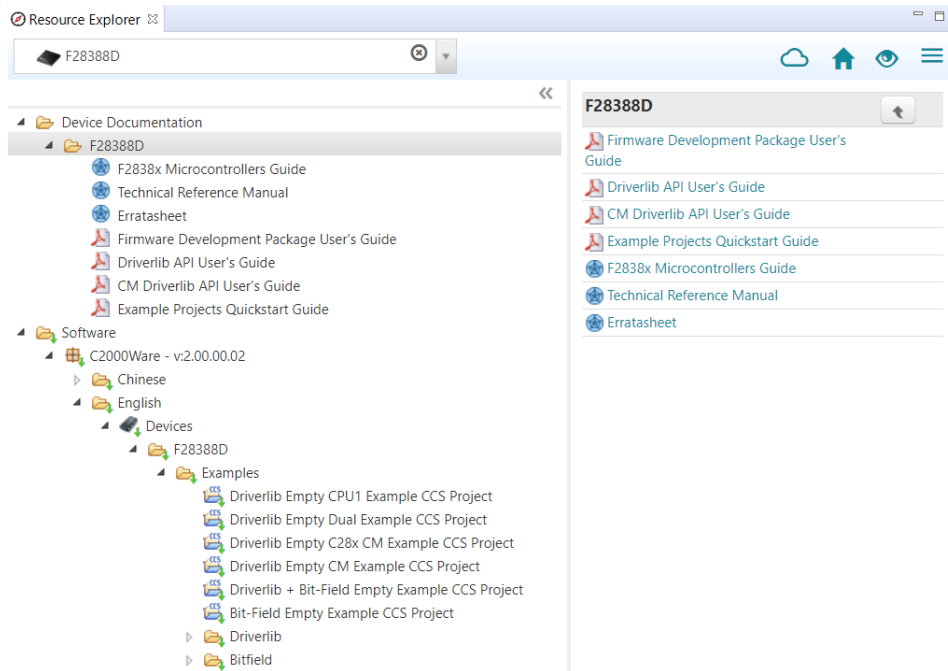 Resource Explorer
F28388D
Device Documentation
F28388D
F2838x Microcontrollers Guide
Technical Reference Manual
Erratasheet
Firmware Development Package User's Guide
Driverlib API User's Guide
CM Driverlib API User's Guide
Example Projects Quickstart Guide
Software
C2000Ware - v:2.00.00.02
Chinese
English
Devices
F28388D
Examples
Driverlib Empty CPU1 Example CCS Project
Driverlib Empty Dual Example CCS Project
Driverlib Empty C28x CM Example CCS Project
Driverlib Empty CM Example CCS Project
Driverlib + Bit-Field Empty Example CCS Project
Bit-Field Empty Example CCS Project
Driverlib
Bitfield
F28388D
Firmware Development Package User's
Guide
Driverlib API User's Guide
CM Driverlib API User's Guide
Example Projects Quickstart Guide
F2838x Microcontrollers Guide
Technical Reference Manual
Erratasheet